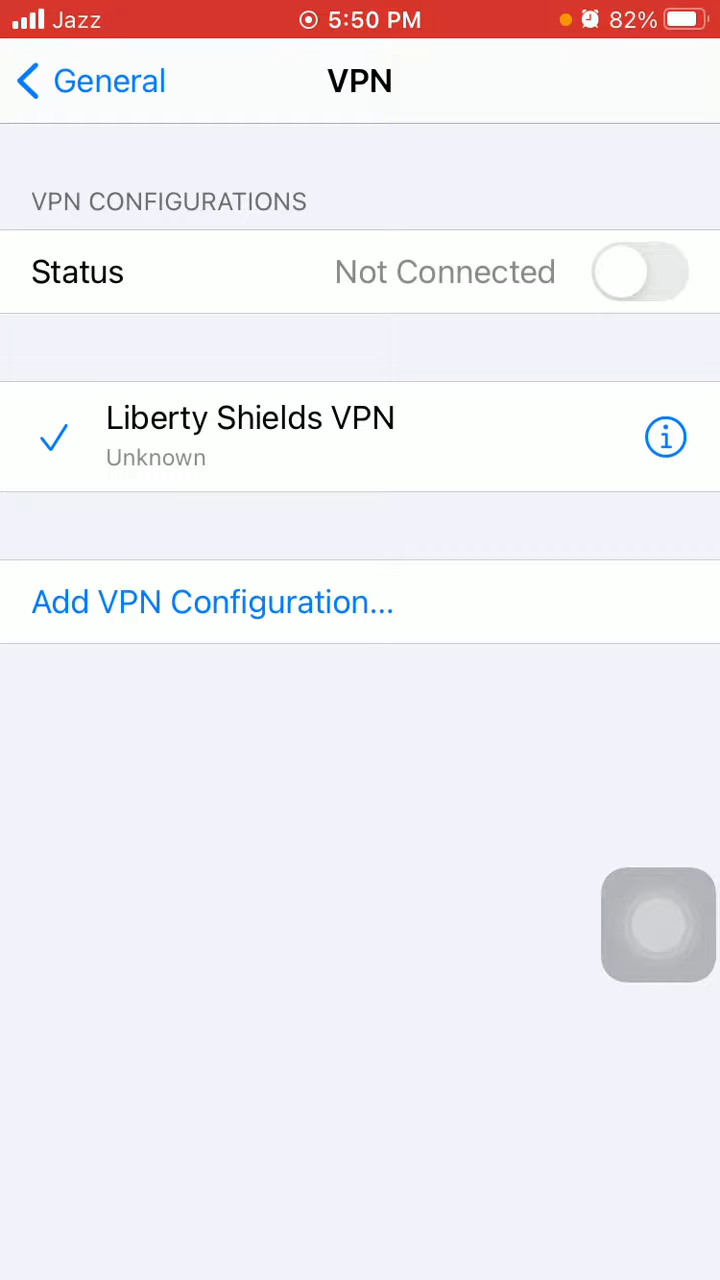 Jazz 5:50 PM 82%
General VPN
VPN CONFIGURATIONS
Status Not Connected
Liberty Shields VPN
Unknown
Add VPN Configuration...